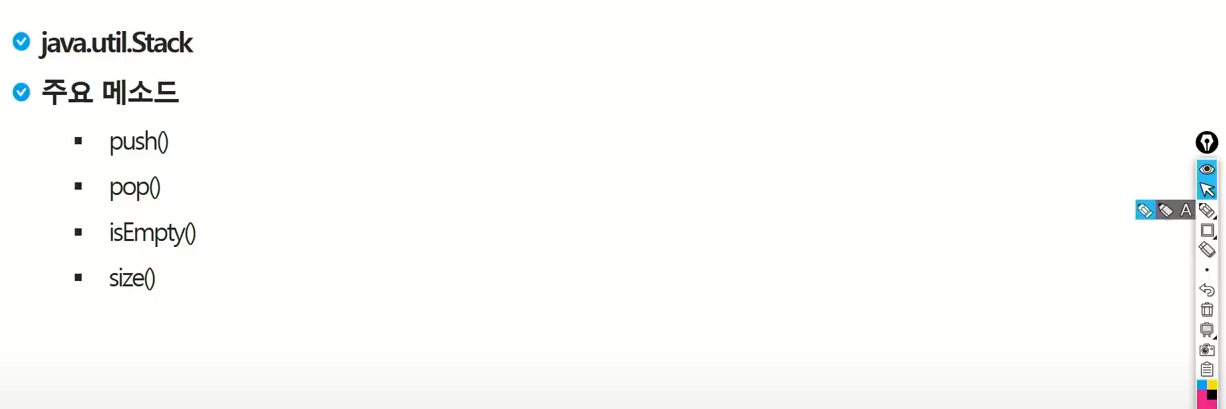 java.util.Stack
주요 메소드
push()
pop()
isEmpty()
size()
A